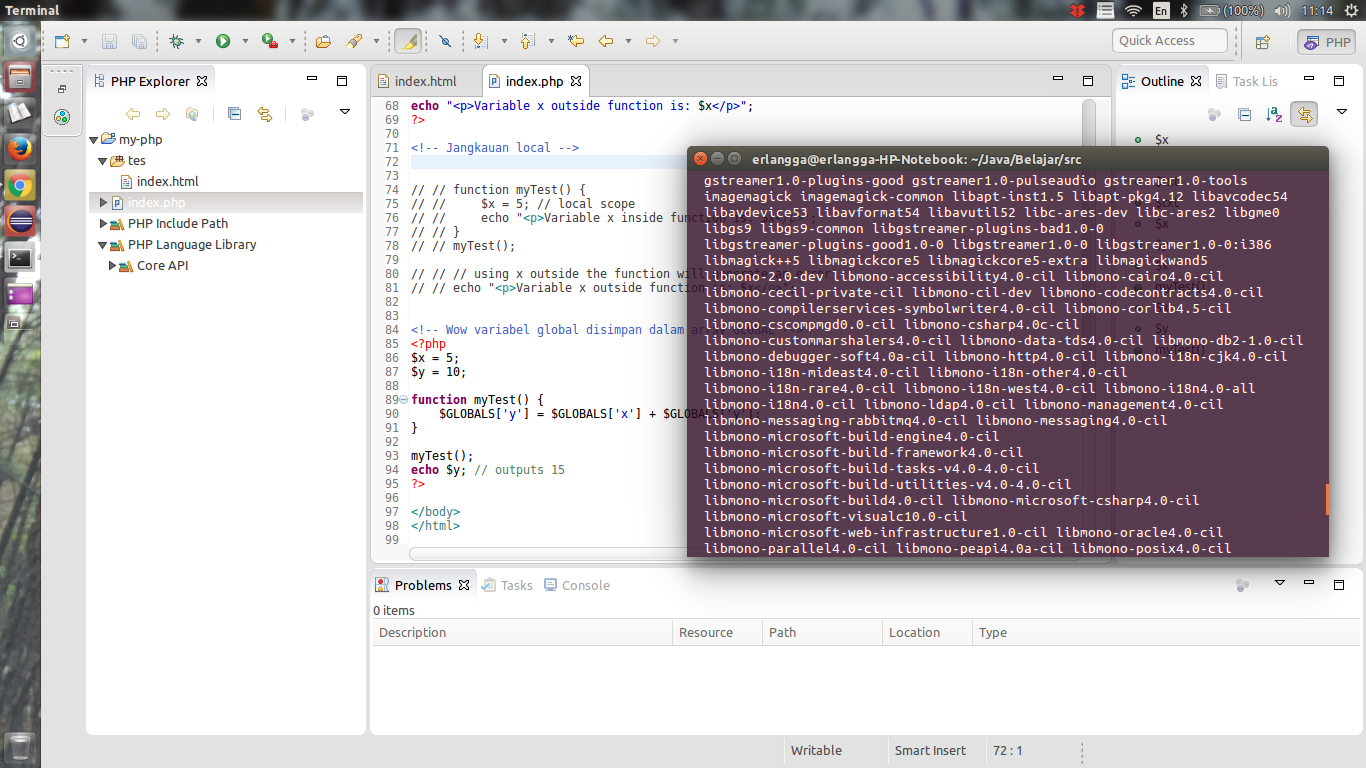 Terminal
En
(100%)
11:14
Quick Access
PHP
PHP Explorer
my-php
tes
index.html
index.php
PHP Include Path
PHP Language Library
Core API
index.html
index.php
68 echo "<p>Variable x outside function is: $x</p>";
69 ?>
70
71 <!-- Jangkauan local -->
72
73
74 // // function myTest() {
75 // //     $x = 5; // local scope
76 // //     echo "<p>Variable x inside function is: $x</p>";
77 // // }
78 // // myTest();
79
80 // // // using x outside the function will
81 // // echo "<p>Variable x outside function is: $x</p>";
82
83
84 <!-- Wow variabel global disimpan dalam array GLOBAL -->
85 <?php
86 $x = 5;
87 $y = 10;
88
89 function myTest() {
90     $GLOBALS['y'] = $GLOBALS['x'] + $GLOBALS['y'];
91 }
92
93 myTest();
94 echo $y; // outputs 15
95 ?>
96
97 </body>
98 </html>
99
Outline
Task Lis
$x
erlangga@erlangga-HP-Notebook: ~/Java/Belajar/src
gstreamer1.0-plugins-good gstreamer1.0-pulseaudio gstreamer1.0-tools
imagemagick imagemagick-common libapt-inst1.5 libapt-pkg4.12 libavcodec54
libavdevice53 libavformat54 libavutil52 libc-ares-dev libc-ares2 libgme0
libgs9 libgs9-common libgstreamer-plugins-bad1.0-0
libgstreamer-plugins-good1.0-0 libgstreamer1.0-0 libgstreamer1.0-0:i386
libmagick++5 libmagickcore5 libmagickcore5-extra libmagickwand5
libmono-2.0-dev libmono-accessibility4.0-cil libmono-cairo4.0-cil
libmono-cecil-private-cil libmono-cil-dev libmono-codecontracts4.0-cil
libmono-compilerservices-symbolwriter4.0-cil libmono-corlib4.5-cil
libmono-cscompmgd0.0-cil libmono-csharp4.0c-cil
libmono-custommarshalers4.0-cil libmono-data-tds4.0-cil libmono-db2-1.0-cil
libmono-debugger-soft4.0a-cil libmono-http4.0-cil libmono-i18n-cjk4.0-cil
libmono-i18n-mideast4.0-cil libmono-i18n-other4.0-cil
libmono-i18n-rare4.0-cil libmono-i18n-west4.0-cil libmono-i18n4.0-all
libmono-i18n4.0-cil libmono-ldap4.0-cil libmono-management4.0-cil
libmono-messaging-rabbitmq4.0-cil libmono-messaging4.0-cil
libmono-microsoft-build-engine4.0-cil
libmono-microsoft-build-framework4.0-cil
libmono-microsoft-build-tasks-v4.0-4.0-cil
libmono-microsoft-build-utilities-v4.0-4.0-cil
libmono-microsoft-build4.0-cil libmono-microsoft-csharp4.0-cil
libmono-microsoft-visualc10.0-cil
libmono-microsoft-web-infrastructure1.0-cil libmono-oracle4.0-cil
libmono-parallel4.0-cil libmono-peapi4.0a-cil libmono-posix4.0-cil
Problems
Tasks
Console
0 items
Description Resource Path Location Type
Writable Smart Insert 72 : 1